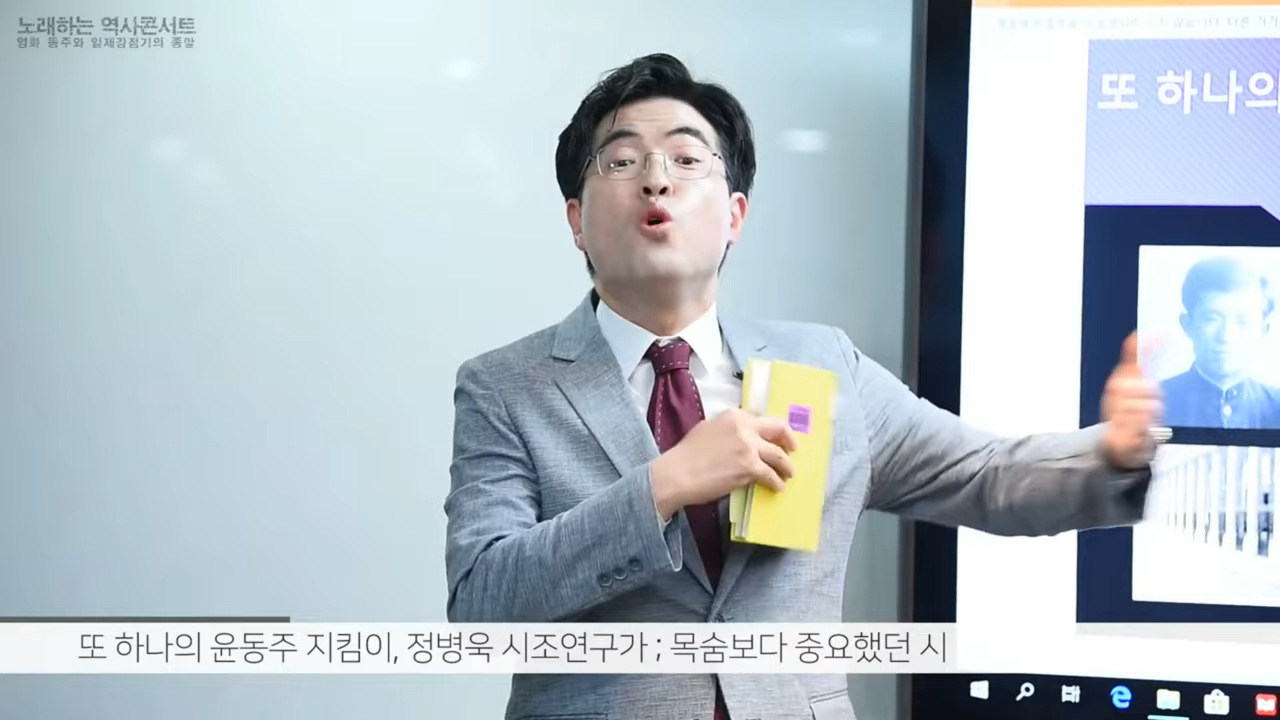 노래하는 역사콘서트
영화 동주와 일제강점기의 종말
또 하나의
또 하나의 윤동주 지킴이, 정병욱 시조연구가 ; 목숨보다 중요했던 시